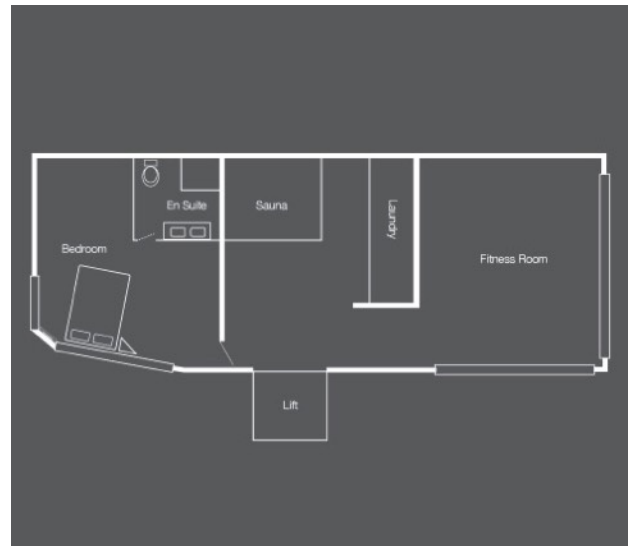 En Suite
Sauna
Laundry
Bedroom
Fitness Room
Lift